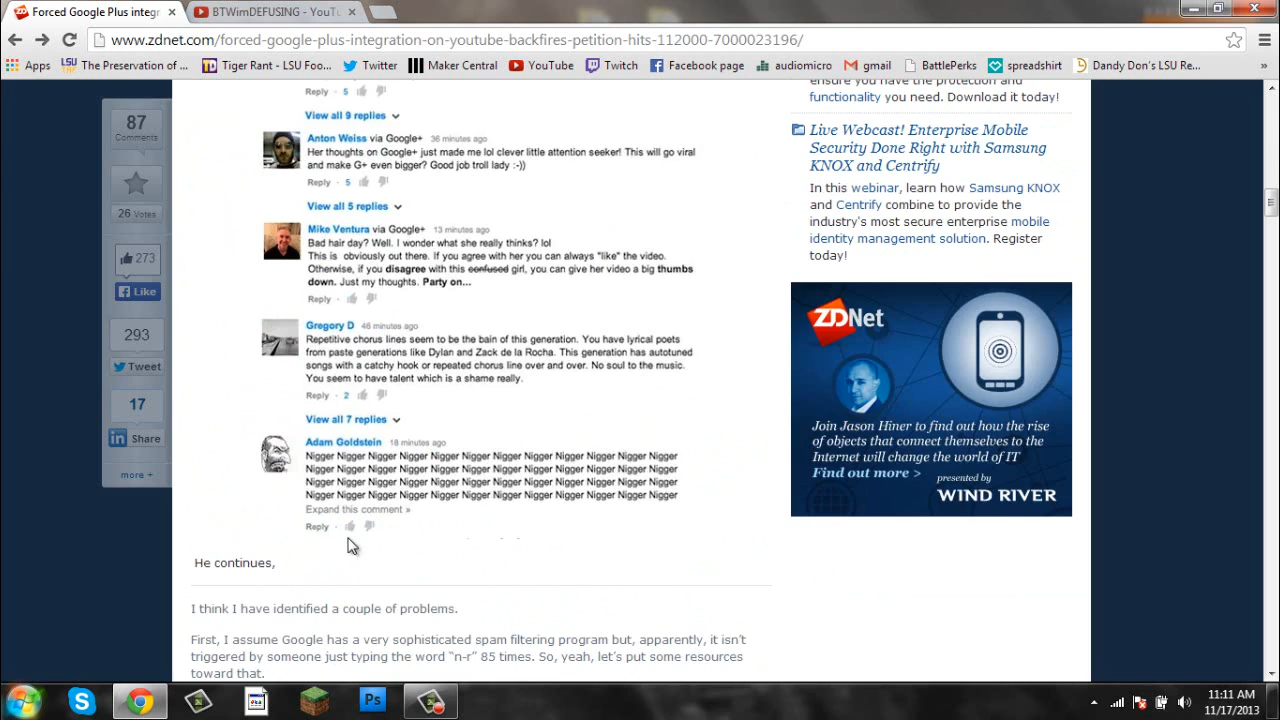 Forced Google Plus integr
BTWimDEFUSING - YouTu
www.zdnet.com/forced-google-plus-integration-on-youtube-backfires-petition-hits-112000-7000023196/
Apps
The Preservation of ...
Tiger Rant - LSU Foo...
Twitter
Maker Central
YouTube
Twitch
Facebook page
audiomicro
gmail
BattlePerks
spreadshirt
Dandy Don's LSU Re...
»
87
Comments
26 Votes
273
Like
293
Tweet
17
Share
more +
Reply · 5
View all 9 replies
Anton Weiss via Google+ 36 minutes ago
Her thoughts on Google+ just made me lol clever little attention seeker! This will go viral
and make G+ even bigger? Good job troll lady :-))
Reply · 5
View all 5 replies
Mike Ventura via Google+ 13 minutes ago
Bad hair day? Well. I wonder what she really thinks? lol
This is obviously out there. If you agree with her you can always "like" the video.
Otherwise, if you disagree with this confused girl, you can give her video a big thumbs
down. Just my thoughts. Party on...
Reply ·
Gregory D 46 minutes ago
Repetitive chorus lines seem to be the bain of this generation. You have lyrical poets
from paste generations like Dylan and Zack de la Rocha. This generation has autotuned
songs with a catchy hook or repeated chorus line over and over. No soul to the music.
You seem to have talent which is a shame really.
Reply · 2
View all 7 replies
Adam Goldstein 18 minutes ago
Nigger Nigger Nigger Nigger Nigger Nigger Nigger Nigger Nigger Nigger Nigger Nigger
Nigger Nigger Nigger Nigger Nigger Nigger Nigger Nigger Nigger Nigger Nigger Nigger
Nigger Nigger Nigger Nigger Nigger Nigger Nigger Nigger Nigger Nigger Nigger Nigger
Nigger Nigger Nigger Nigger Nigger Nigger Nigger Nigger Nigger Nigger Nigger Nigger
Expand this comment »
Reply ·
He continues,
I think I have identified a couple of problems.
First, I assume Google has a very sophisticated spam filtering program but, apparently, it isn't
triggered by someone just typing the word “n-r” 85 times. So, yeah, let's put some resources
toward that.
ensure you have the protection and
functionality you need. Download it today!
Live Webcast! Enterprise Mobile
Security Done Right with Samsung
KNOX and Centrify
In this webinar, learn how Samsung KNOX
and Centrify combine to provide the
industry's most secure enterprise mobile
identity management solution. Register
today!
ZDNet
Join Jason Hiner to find out how the rise
of objects that connect themselves to the
Internet will change the world of IT
Find out more >
presented by
WIND RIVER
11:11 AM
11/17/2013